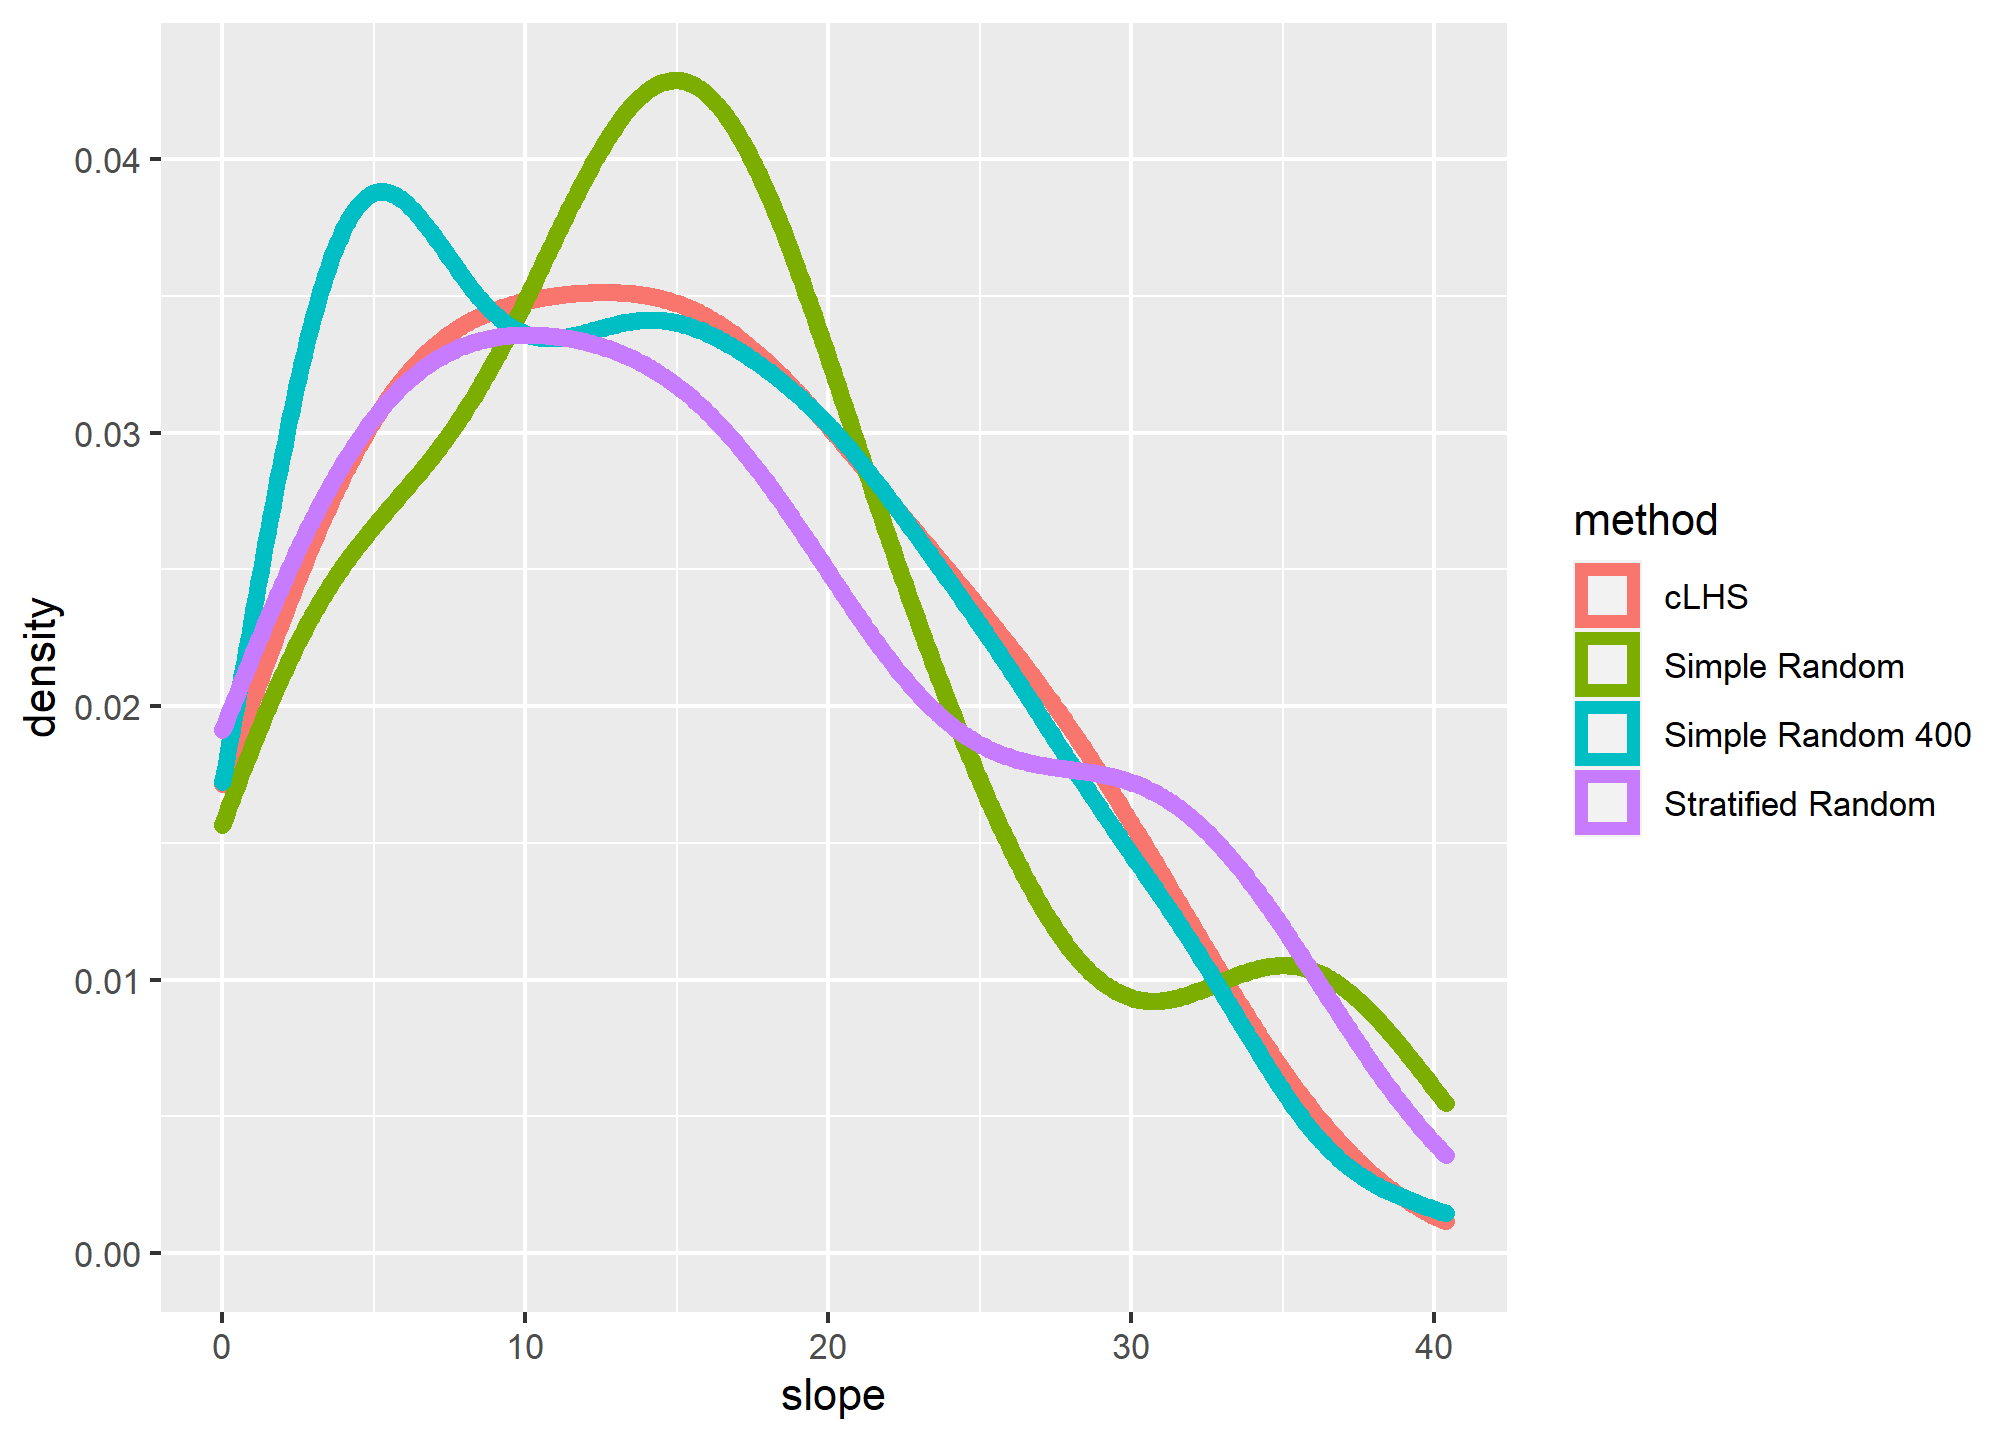 density
0.04
0.03
0.02
0.01
0.00
0 10 20 30 40
slope
method
cLHS
Simple Random
Simple Random 400
Stratified Random